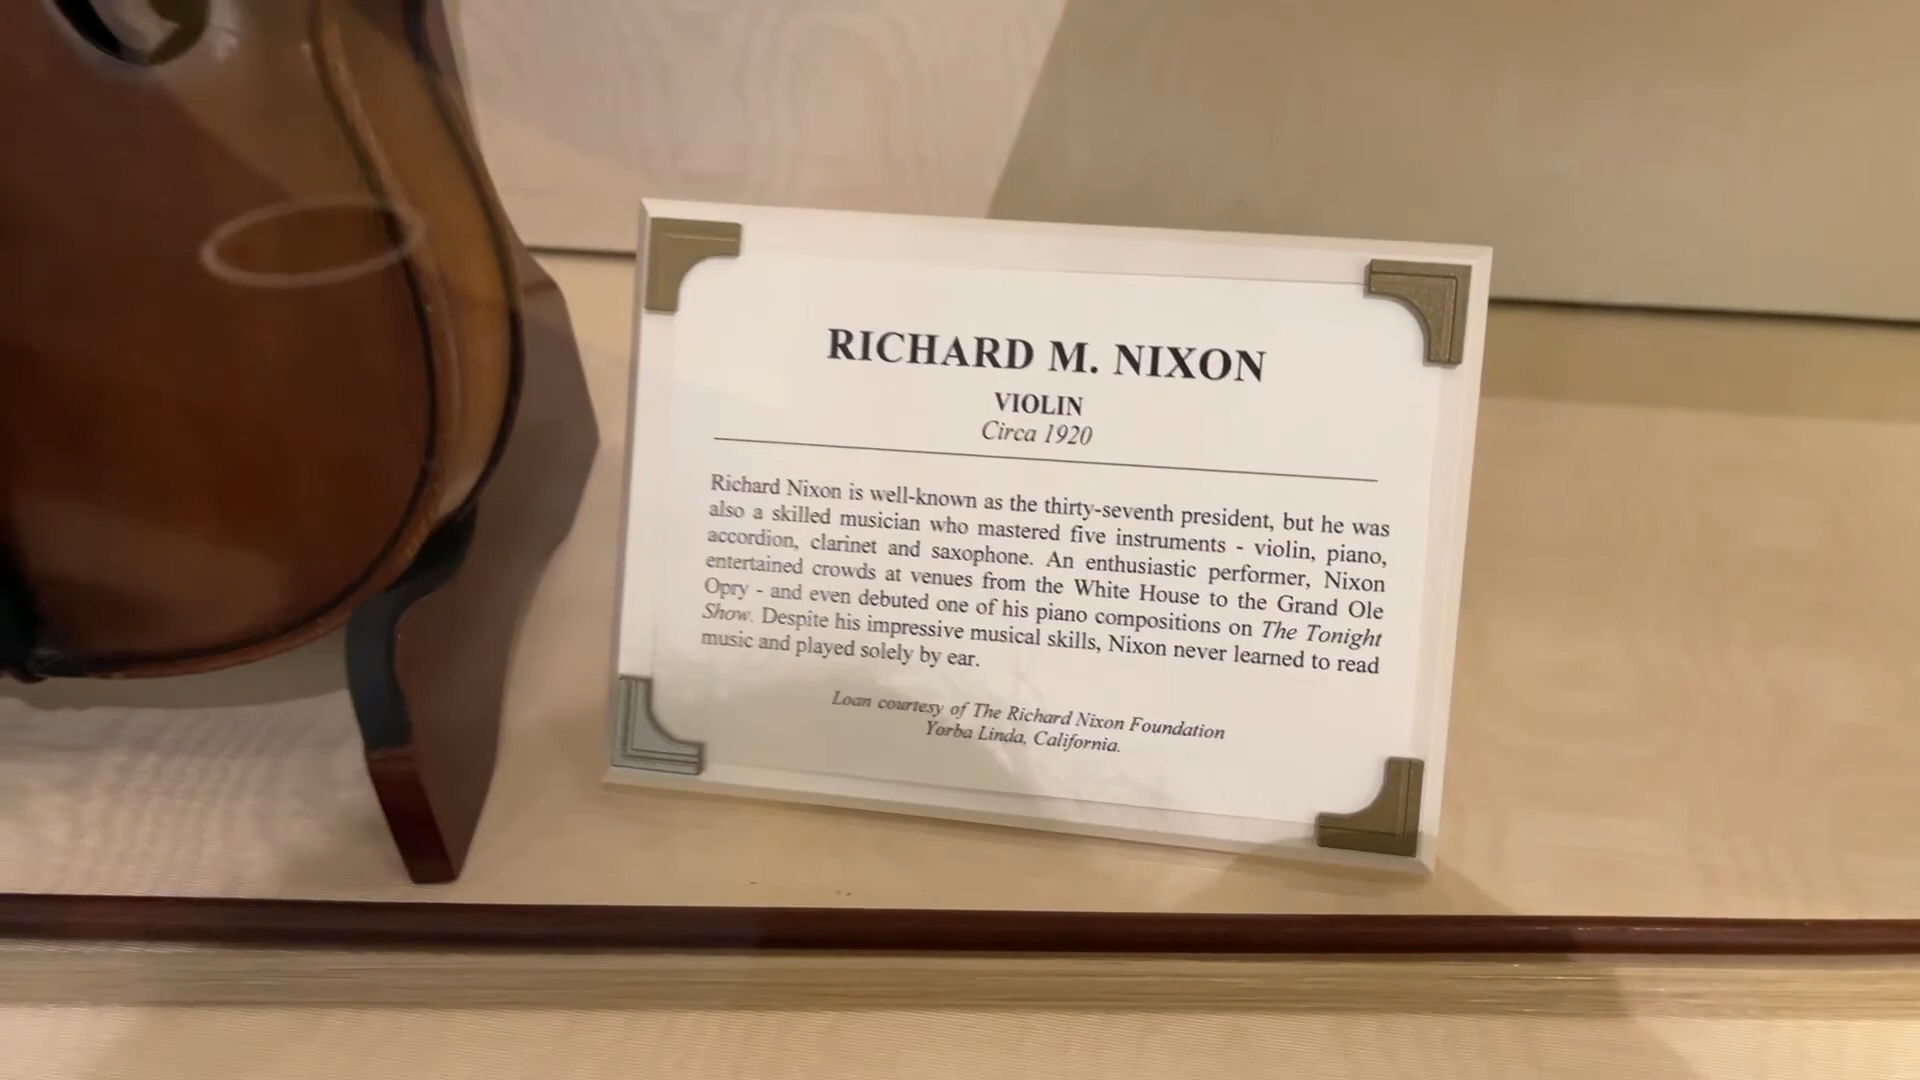 RICHARD M. NIXON
VIOLIN
Circa 1920
Richard Nixon is well-known as the thirty-seventh president, but he was
also a skilled musician who mastered five instruments - violin, piano,
accordion, clarinet and saxophone. An enthusiastic performer, Nixon
entertained crowds at venues from the White House to the Grand Ole
Opry - and even debuted one of his piano compositions on The Tonight
Show. Despite his impressive musical skills, Nixon never learned to read
music and played solely by ear.
Loan courtesy of The Richard Nixon Foundation
Yorba Linda, California.